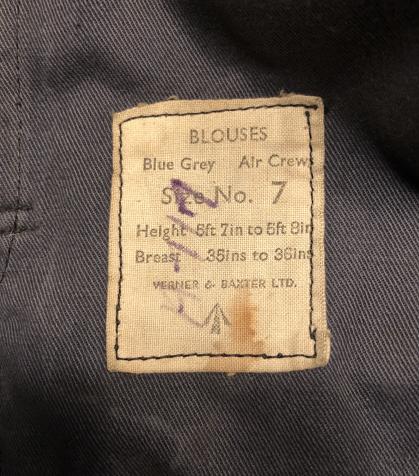 BLOUSES
Blue Grey Air Crew
Size No. 7
Height 5ft 7in to 5ft 8in
Breast 35ins to 36ins
VERNER & BAXTER LTD.